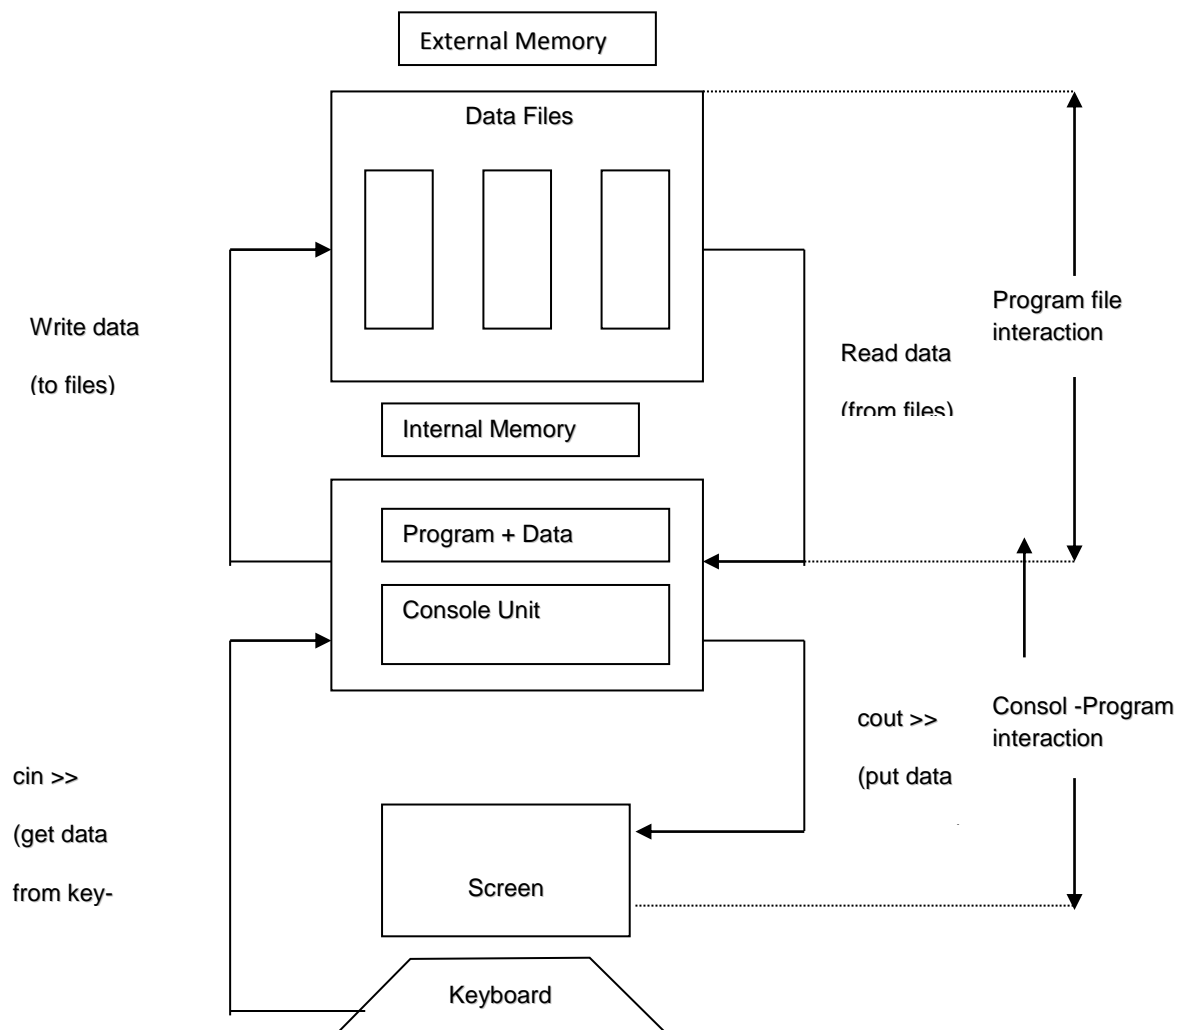 External Memory
Data Files
Program file
interaction
Write data
(to files)
Read data
(from files)
Internal Memory
Program + Data
Console Unit
cout >>
(put data
Consol -Program
interaction
cin >>
(get data
from key-
Screen
Keyboard